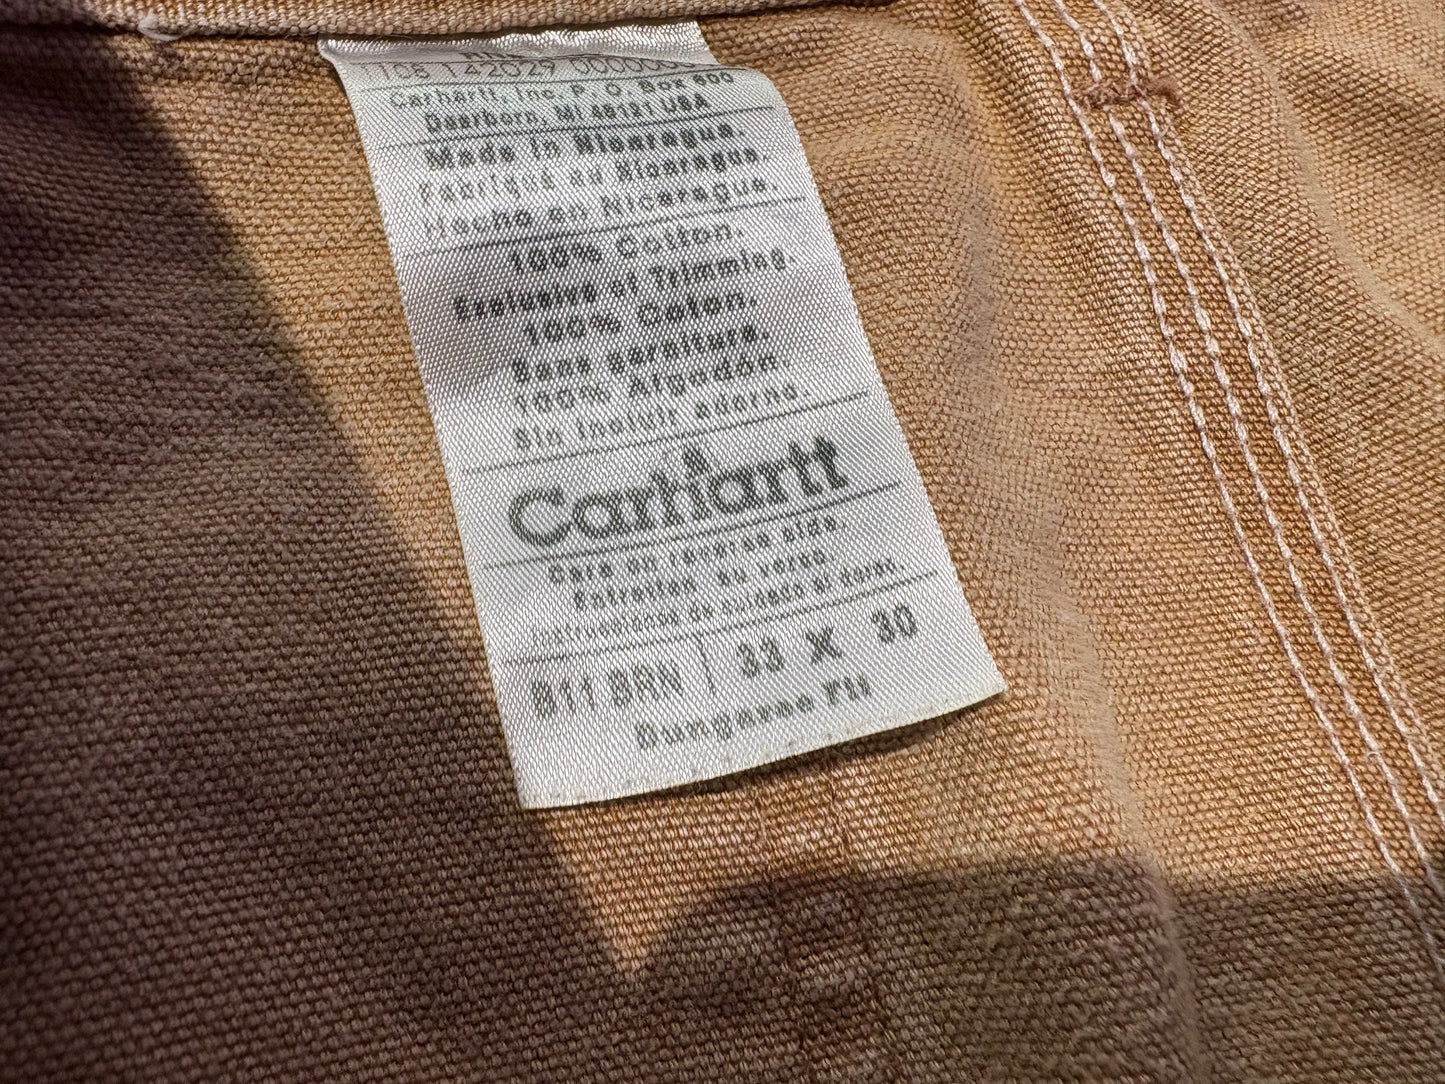 Carhartt, Inc. P. O. Box 600
Dearborn, MI 48121 USA
Made in Nicaragua.
Fabriqué au Nicaragua.
Hecho en Nicaragua.
100% Cotton.
Exclusive of Trimming.
100% Coton.
Sans garniture.
100% Algodón.
Sin incluir adorno.
Carhartt
Care on reverse side.
Entretien au verso.
Instrucciones de cuidado al dorso.
B11 BRN | 33 X 30
Dungaree Fit